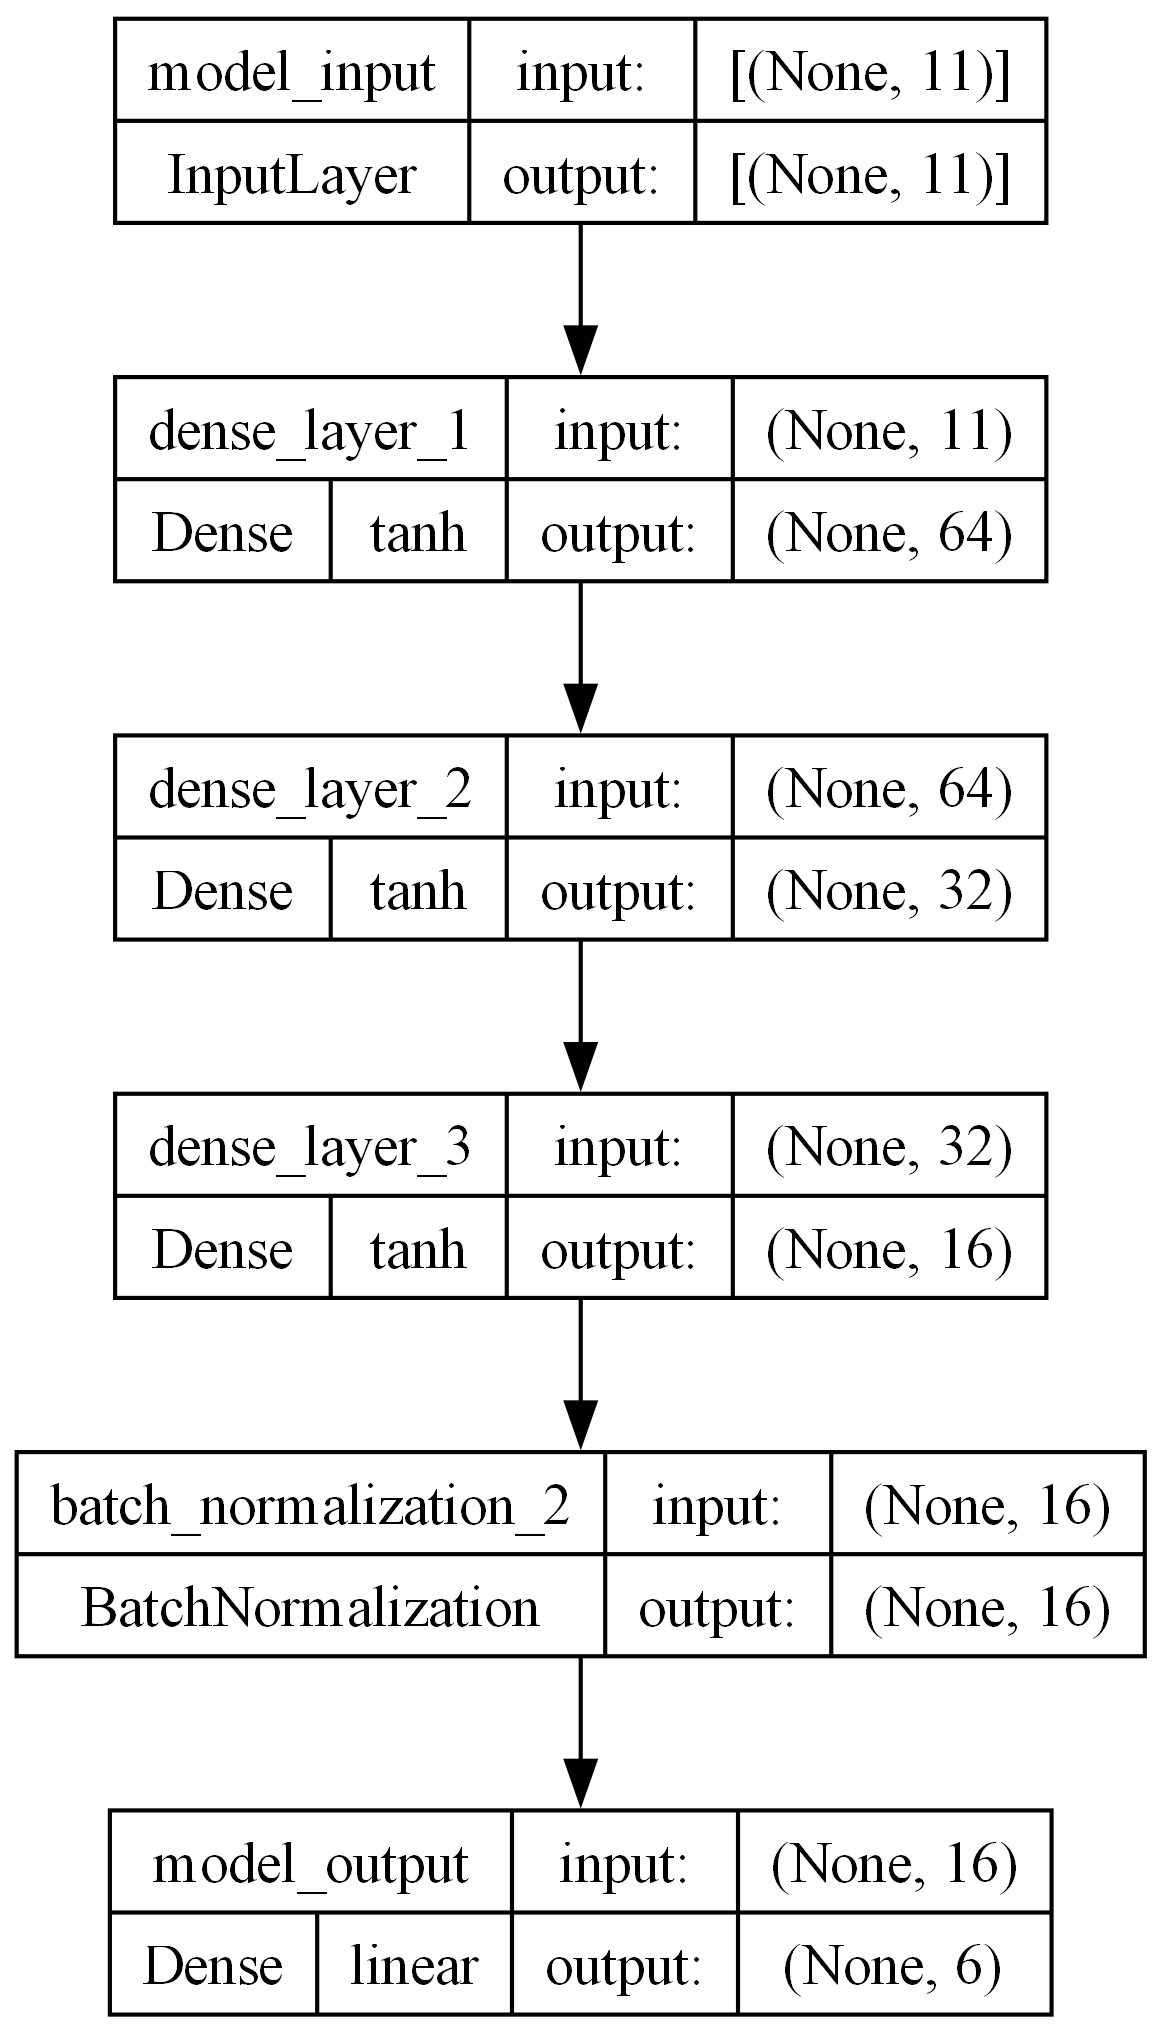 model_input input: [(None, 11)]
InputLayer output: [(None, 11)]
dense_layer_1 input: (None, 11)
Dense tanh output: (None, 64)
dense_layer_2 input: (None, 64)
Dense tanh output: (None, 32)
dense_layer_3 input: (None, 32)
Dense tanh output: (None, 16)
batch_normalization_2 input: (None, 16)
BatchNormalization output: (None, 16)
model_output input: (None, 16)
Dense linear output: (None, 6)